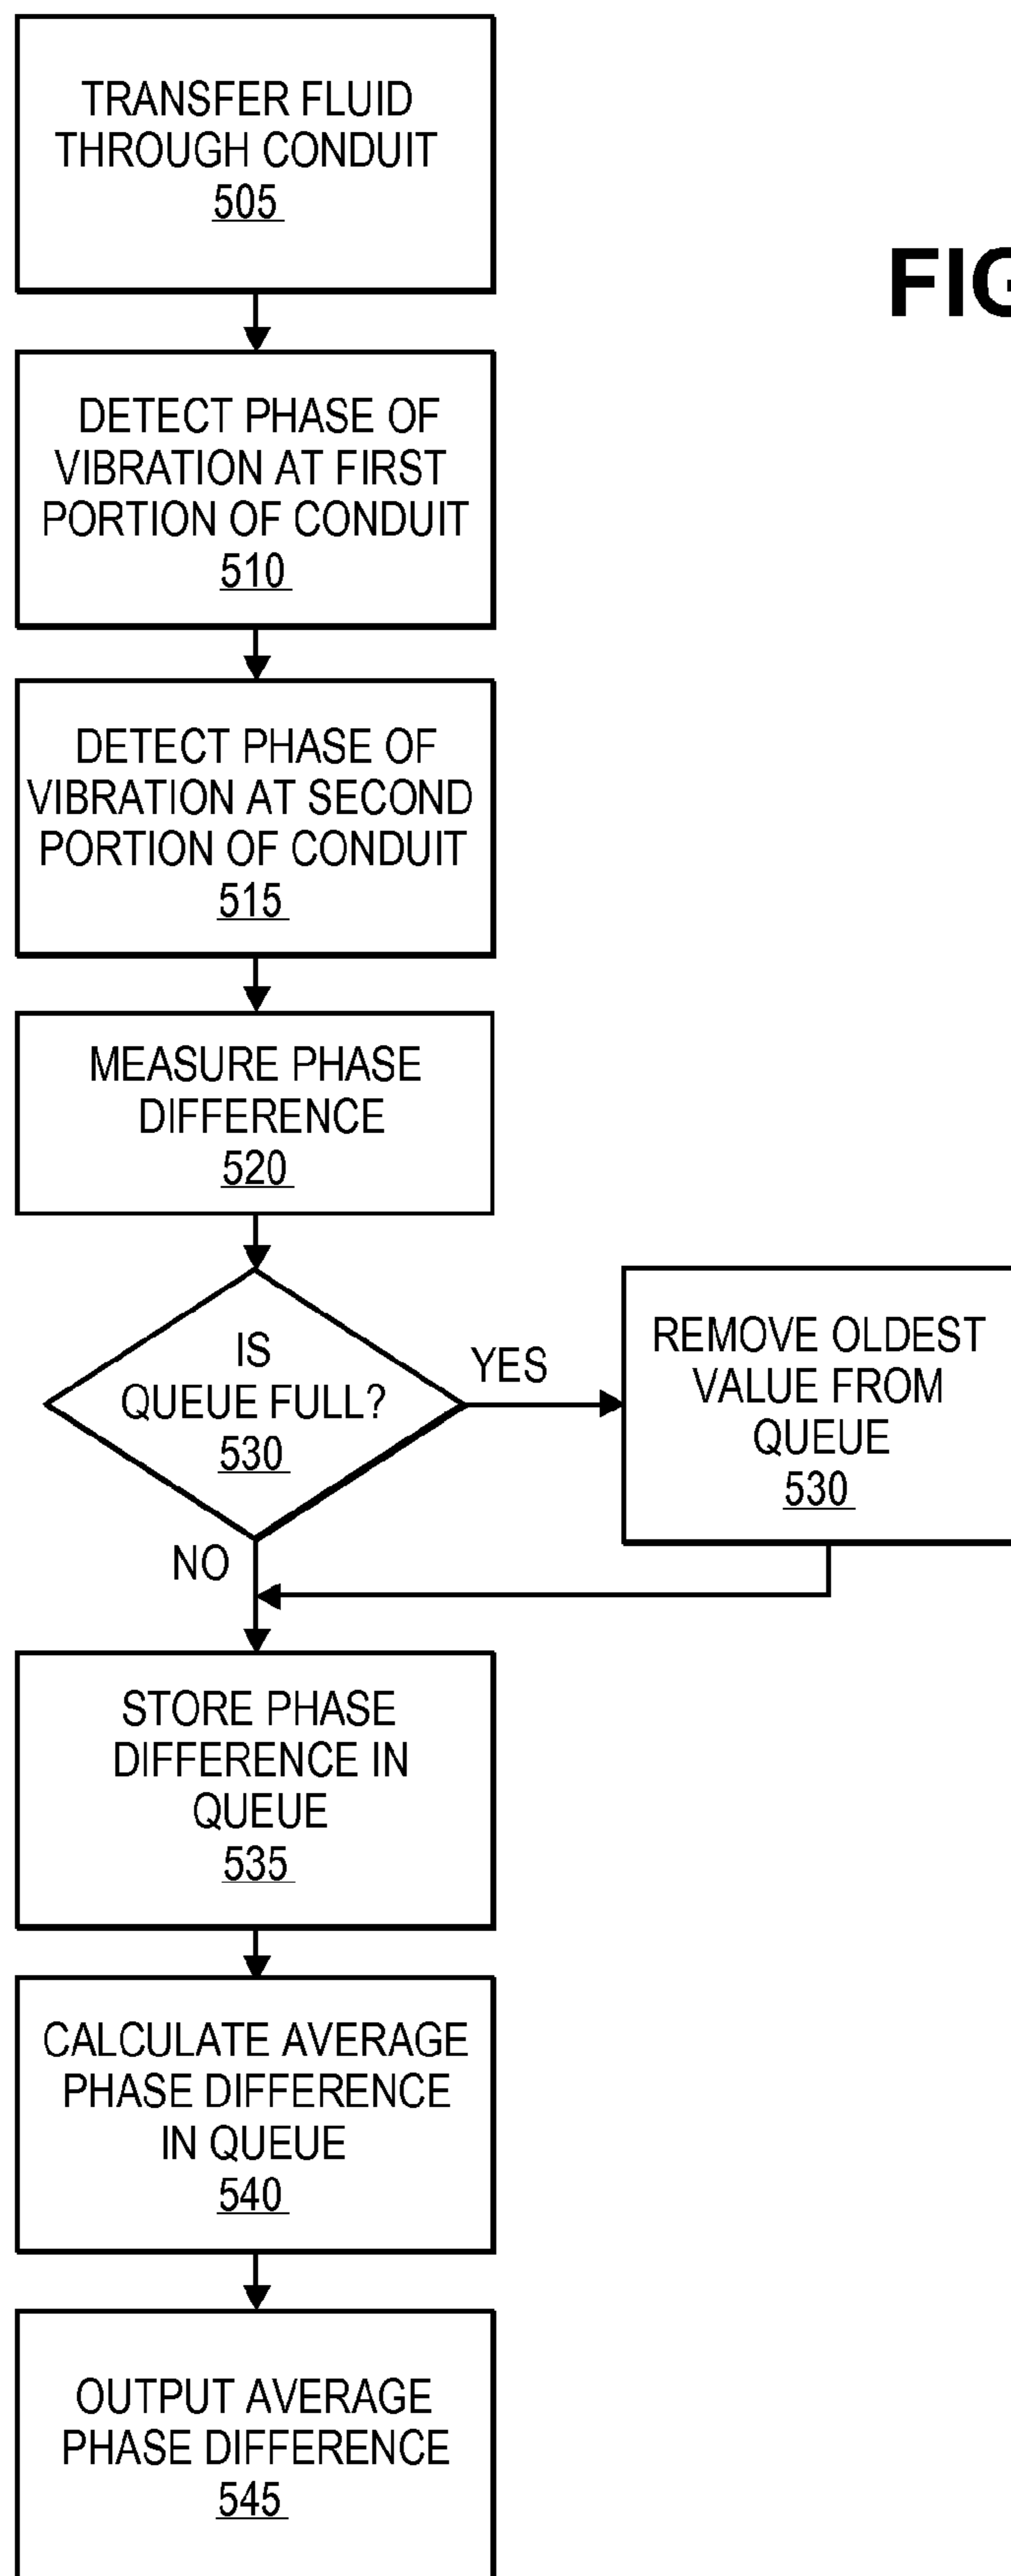 TRANSFER FLUID
THROUGH CONDUIT
505
FIG
DETECT PHASE OF
VIBRATION AT FIRST
PORTION OF CONDUIT
510
DETECT PHASE OF
VIBRATION AT SECOND
PORTION OF CONDUIT
515
MEASURE PHASE
DIFFERENCE
520
IS
QUEUE FULL?
530
YES
REMOVE OLDEST
VALUE FROM
QUEUE
530
NO
STORE PHASE
DIFFERENCE IN
QUEUE
535
CALCULATE AVERAGE
PHASE DIFFERENCE
IN QUEUE
540
OUTPUT AVERAGE
PHASE DIFFERENCE
545